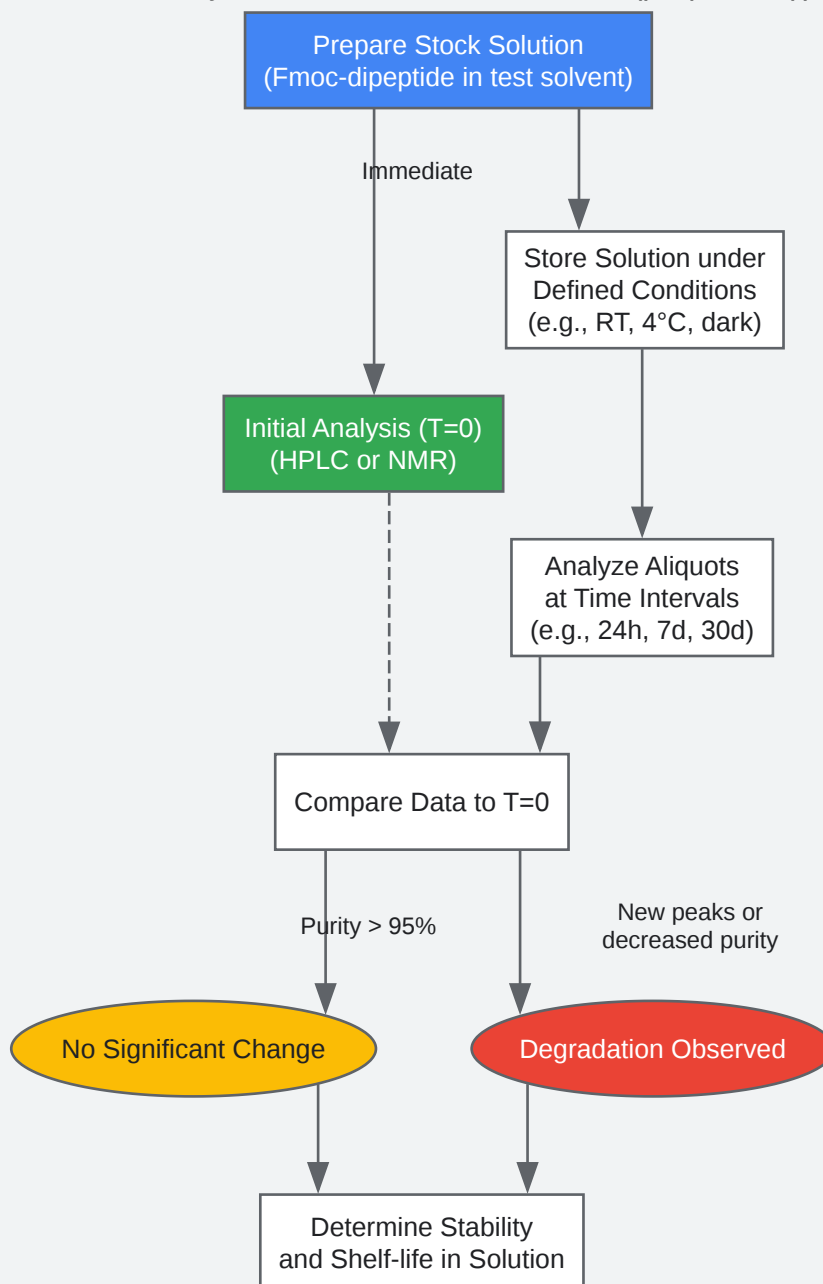 Prepare Stock Solution
(Fmoc-dipeptide in test solvent)
Immediate
Store Solution under
Defined Conditions
(e.g., RT, 4°C, dark)
Initial Analysis (T=0)
(HPLC or NMR)
Analyze Aliquots
at Time Intervals
(e.g., 24h, 7d, 30d)
Compare Data to T=0
Purity > 95%
New peaks or
decreased purity
No Significant Change
Degradation Observed
Determine Stability
and Shelf-life in Solution